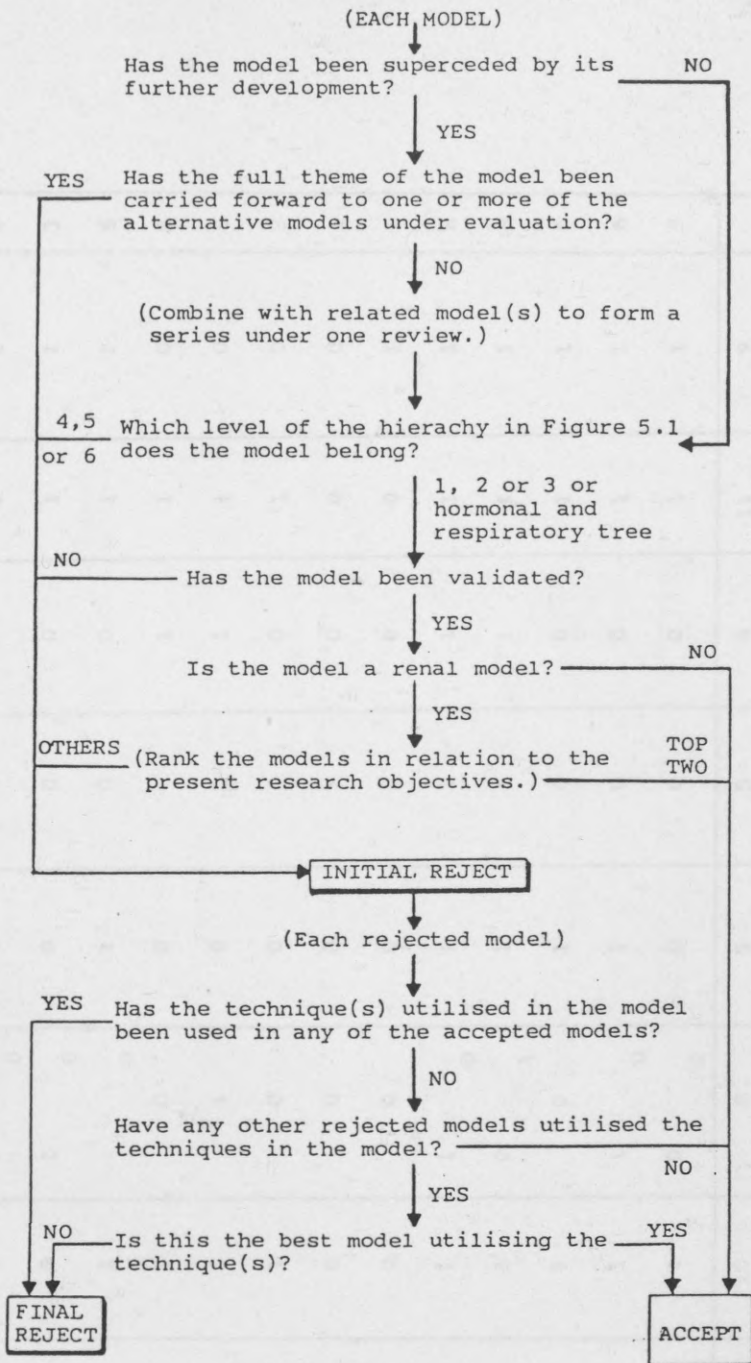 (EACH MODEL)
Has the model been superceded by its
further development?
NO
YES
YES
Has the full theme of the model been
carried forward to one or more of the
alternative models under evaluation?
NO
(Combine with related model(s) to form a
series under one review.)
4,5
or 6
Which level of the hierachy in Figure 5.1
does the model belong?
1, 2 or 3 or
hormonal and
respiratory tree
NO
Has the model been validated?
YES
Is the model a renal model?
NO
YES
OTHERS
(Rank the models in relation to the
present research objectives.)
TOP
TWO
INITIAL REJECT
(Each rejected model)
YES
Has the technique(s) utilised in the model
been used in any of the accepted models?
NO
Have any other rejected models utilised the
techniques in the model?
NO
YES
NO
Is this the best model utilising the
technique(s)?
YES
FINAL
REJECT
ACCEPT